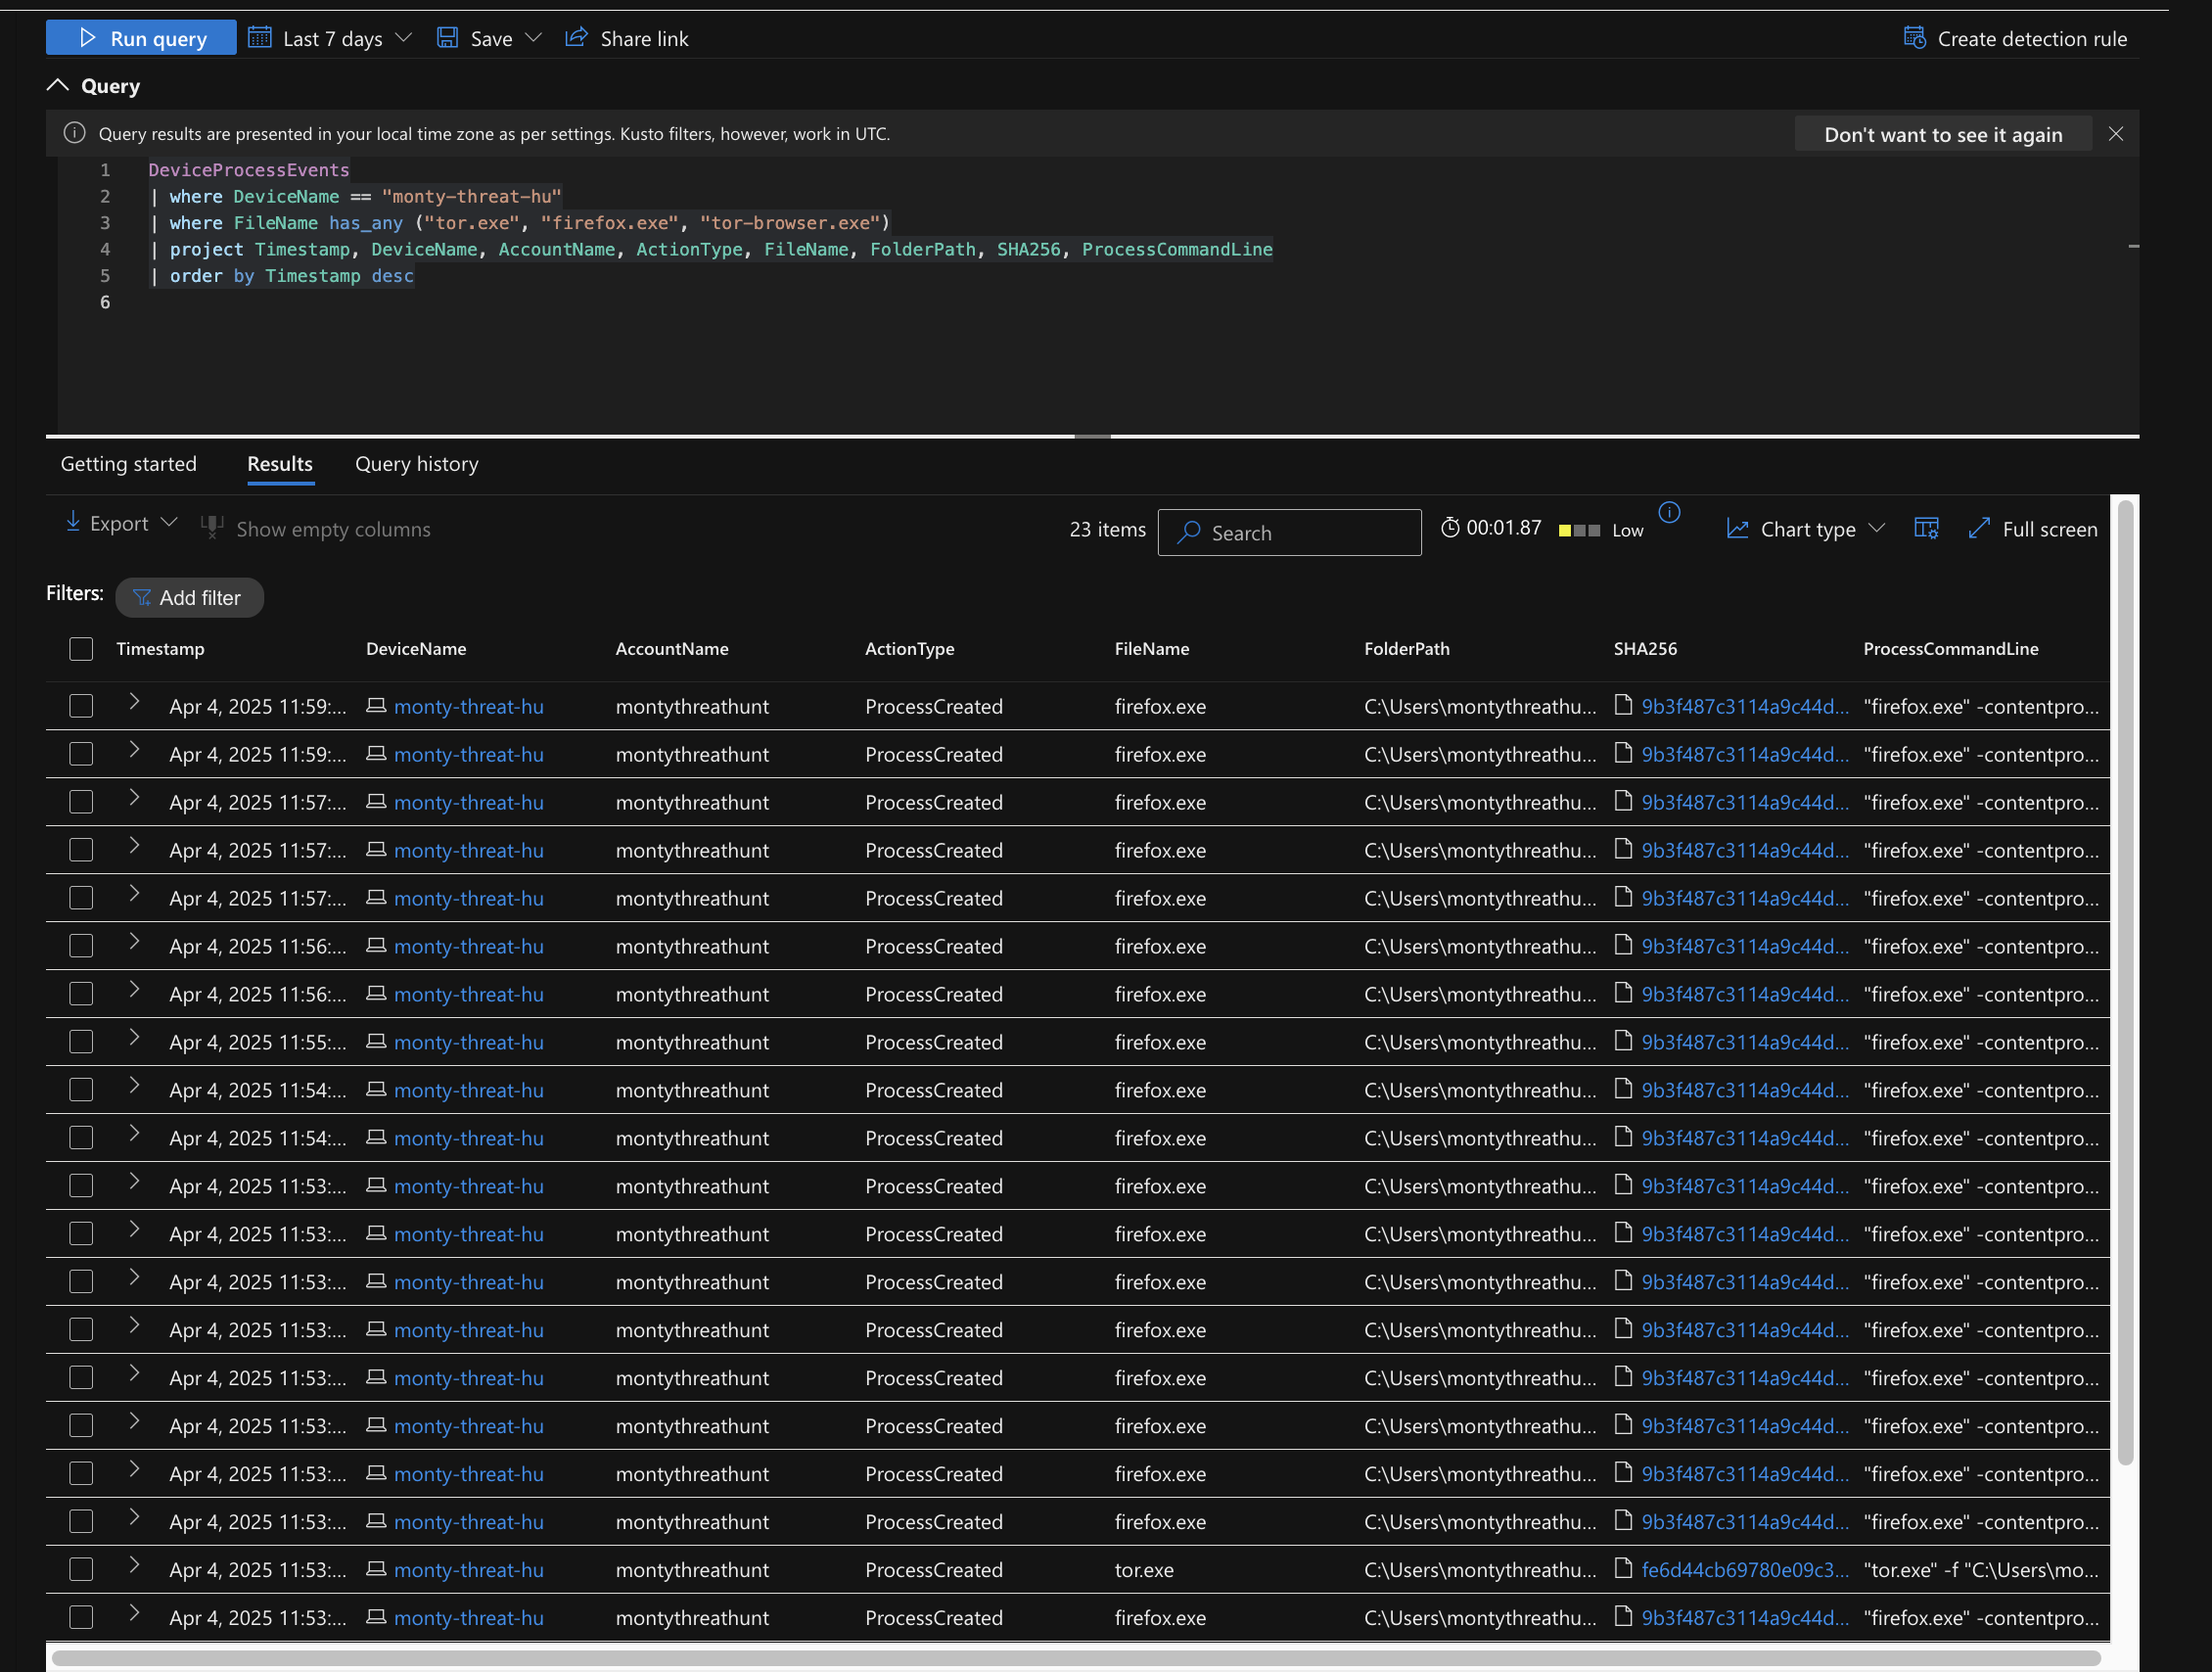 Run query Last 7 days Save Share link Create detection rule
Query
Query results are presented in your local time zone as per settings. Kusto filters, however, work in UTC. Don't want to see it again
1 DeviceProcessEvents
2 | where DeviceName == "monty-threat-hu"
3 | where FileName has_any ("tor.exe", "firefox.exe", "tor-browser.exe")
4 | project Timestamp, DeviceName, AccountName, ActionType, FileName, FolderPath, SHA256, ProcessCommandLine
5 | order by Timestamp desc
6
Getting started Results Query history
Export Show empty columns 23 items Search 00:01.87 Low Chart type Full screen
Filters: Add filter
Timestamp DeviceName AccountName ActionType FileName FolderPath SHA256 ProcessCommandLine
Apr 4, 2025 11:59:... monty-threat-hu montythreathunt ProcessCreated firefox.exe C:\Users\montythreathu... 9b3f487c3114a9c44d... "firefox.exe" -contentpro...
Apr 4, 2025 11:59:... monty-threat-hu montythreathunt ProcessCreated firefox.exe C:\Users\montythreathu... 9b3f487c3114a9c44d... "firefox.exe" -contentpro...
Apr 4, 2025 11:57:... monty-threat-hu montythreathunt ProcessCreated firefox.exe C:\Users\montythreathu... 9b3f487c3114a9c44d... "firefox.exe" -contentpro...
Apr 4, 2025 11:57:... monty-threat-hu montythreathunt ProcessCreated firefox.exe C:\Users\montythreathu... 9b3f487c3114a9c44d... "firefox.exe" -contentpro...
Apr 4, 2025 11:57:... monty-threat-hu montythreathunt ProcessCreated firefox.exe C:\Users\montythreathu... 9b3f487c3114a9c44d... "firefox.exe" -contentpro...
Apr 4, 2025 11:56:... monty-threat-hu montythreathunt ProcessCreated firefox.exe C:\Users\montythreathu... 9b3f487c3114a9c44d... "firefox.exe" -contentpro...
Apr 4, 2025 11:56:... monty-threat-hu montythreathunt ProcessCreated firefox.exe C:\Users\montythreathu... 9b3f487c3114a9c44d... "firefox.exe" -contentpro...
Apr 4, 2025 11:55:... monty-threat-hu montythreathunt ProcessCreated firefox.exe C:\Users\montythreathu... 9b3f487c3114a9c44d... "firefox.exe" -contentpro...
Apr 4, 2025 11:54:... monty-threat-hu montythreathunt ProcessCreated firefox.exe C:\Users\montythreathu... 9b3f487c3114a9c44d... "firefox.exe" -contentpro...
Apr 4, 2025 11:54:... monty-threat-hu montythreathunt ProcessCreated firefox.exe C:\Users\montythreathu... 9b3f487c3114a9c44d... "firefox.exe" -contentpro...
Apr 4, 2025 11:53:... monty-threat-hu montythreathunt ProcessCreated firefox.exe C:\Users\montythreathu... 9b3f487c3114a9c44d... "firefox.exe" -contentpro...
Apr 4, 2025 11:53:... monty-threat-hu montythreathunt ProcessCreated firefox.exe C:\Users\montythreathu... 9b3f487c3114a9c44d... "firefox.exe" -contentpro...
Apr 4, 2025 11:53:... monty-threat-hu montythreathunt ProcessCreated firefox.exe C:\Users\montythreathu... 9b3f487c3114a9c44d... "firefox.exe" -contentpro...
Apr 4, 2025 11:53:... monty-threat-hu montythreathunt ProcessCreated firefox.exe C:\Users\montythreathu... 9b3f487c3114a9c44d... "firefox.exe" -contentpro...
Apr 4, 2025 11:53:... monty-threat-hu montythreathunt ProcessCreated firefox.exe C:\Users\montythreathu... 9b3f487c3114a9c44d... "firefox.exe" -contentpro...
Apr 4, 2025 11:53:... monty-threat-hu montythreathunt ProcessCreated firefox.exe C:\Users\montythreathu... 9b3f487c3114a9c44d... "firefox.exe" -contentpro...
Apr 4, 2025 11:53:... monty-threat-hu montythreathunt ProcessCreated firefox.exe C:\Users\montythreathu... 9b3f487c3114a9c44d... "firefox.exe" -contentpro...
Apr 4, 2025 11:53:... monty-threat-hu montythreathunt ProcessCreated firefox.exe C:\Users\montythreathu... 9b3f487c3114a9c44d... "firefox.exe" -contentpro...
Apr 4, 2025 11:53:... monty-threat-hu montythreathunt ProcessCreated tor.exe C:\Users\montythreathu... fe6d44cb69780e09c3... "tor.exe" -f "C:\Users\mo...
Apr 4, 2025 11:53:... monty-threat-hu montythreathunt ProcessCreated firefox.exe C:\Users\montythreathu... 9b3f487c3114a9c44d... "firefox.exe" -contentpro...